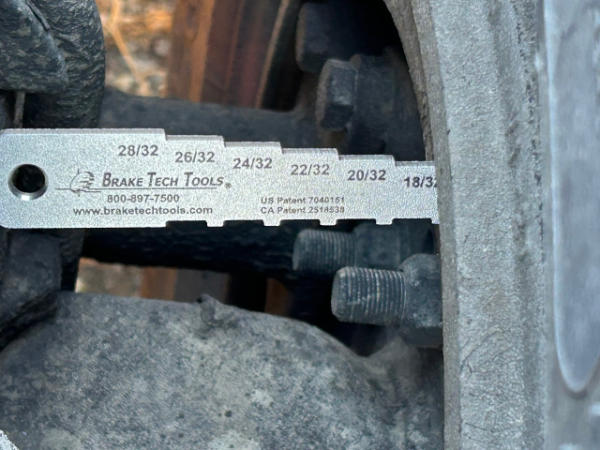 28/32
26/32
24/32
22/32
20/32
18/32
BRAKE TECH TOOLS®
800-897-7500
www.braketechtools.com
US Patent 7040151
CA Patent 2514538